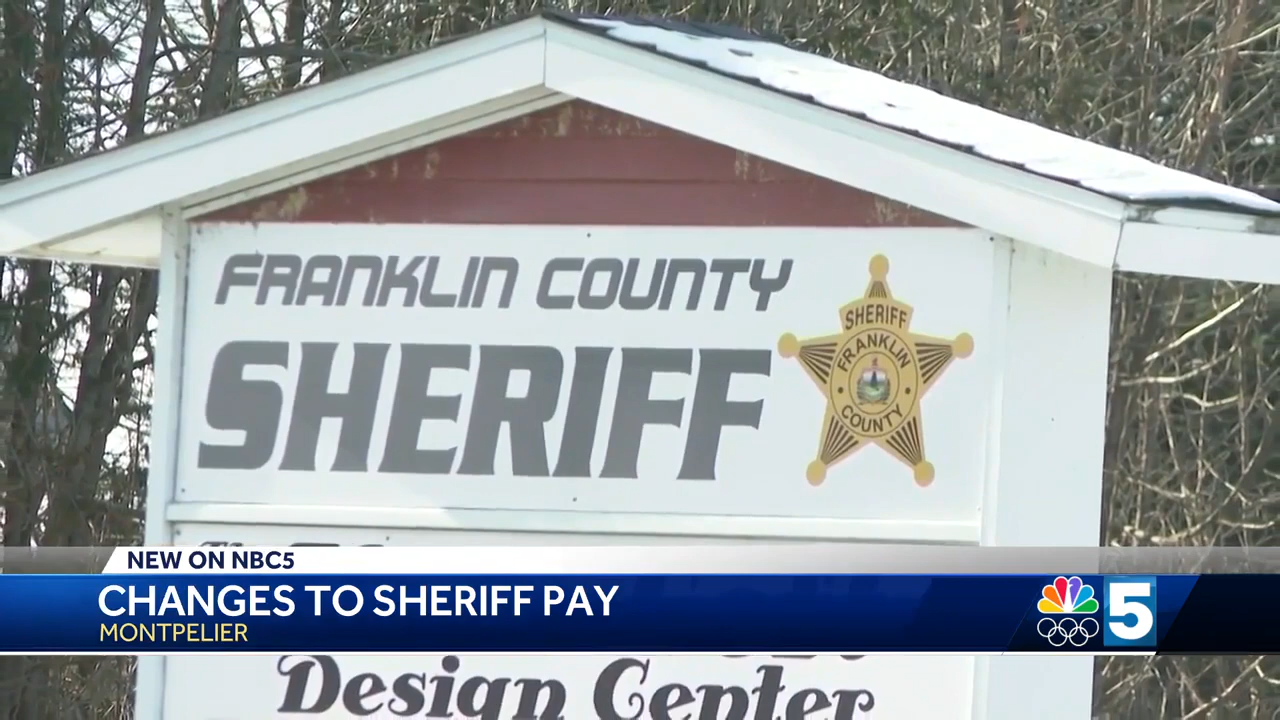 FRANKLIN COUNTY
SHERIFF
SHERIFF
FRANKLIN
COUNTY
NEW ON NBC5
CHANGES TO SHERIFF PAY
MONTPELIER
5
Design Center